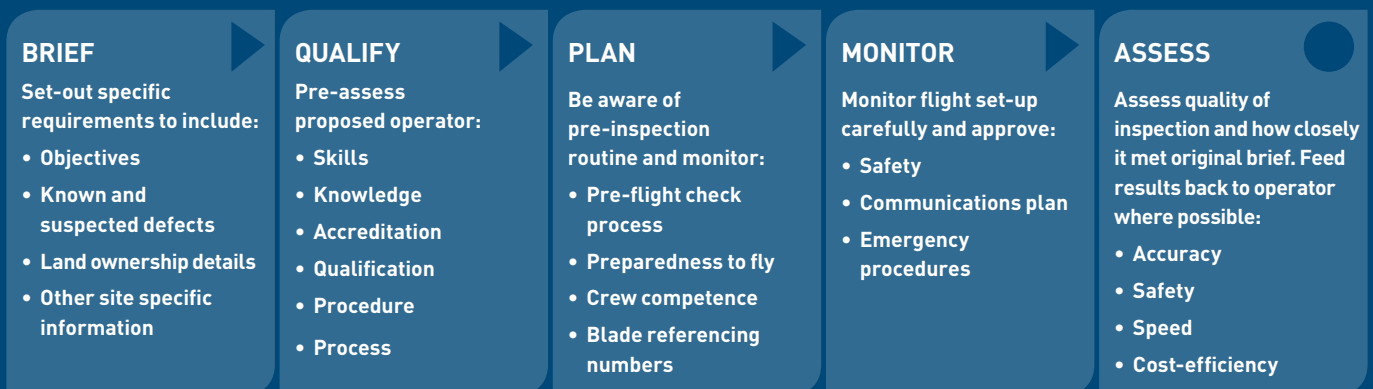 BRIEF
Set-out specific
requirements to include:
• Objectives
• Known and
suspected defects
• Land ownership details
• Other site specific
information
QUALIFY
Pre-assess
proposed operator:
• Skills
• Knowledge
• Accreditation
• Qualification
• Procedure
• Process
PLAN
Be aware of
pre-inspection
routine and monitor:
• Pre-flight check
process
• Preparedness to fly
• Crew competence
• Blade referencing
numbers
MONITOR
Monitor flight set-up
carefully and approve:
• Safety
• Communications plan
• Emergency
procedures
ASSESS
Assess quality of
inspection and how closely
it met original brief. Feed
results back to operator
where possible:
• Accuracy
• Safety
• Speed
• Cost-efficiency